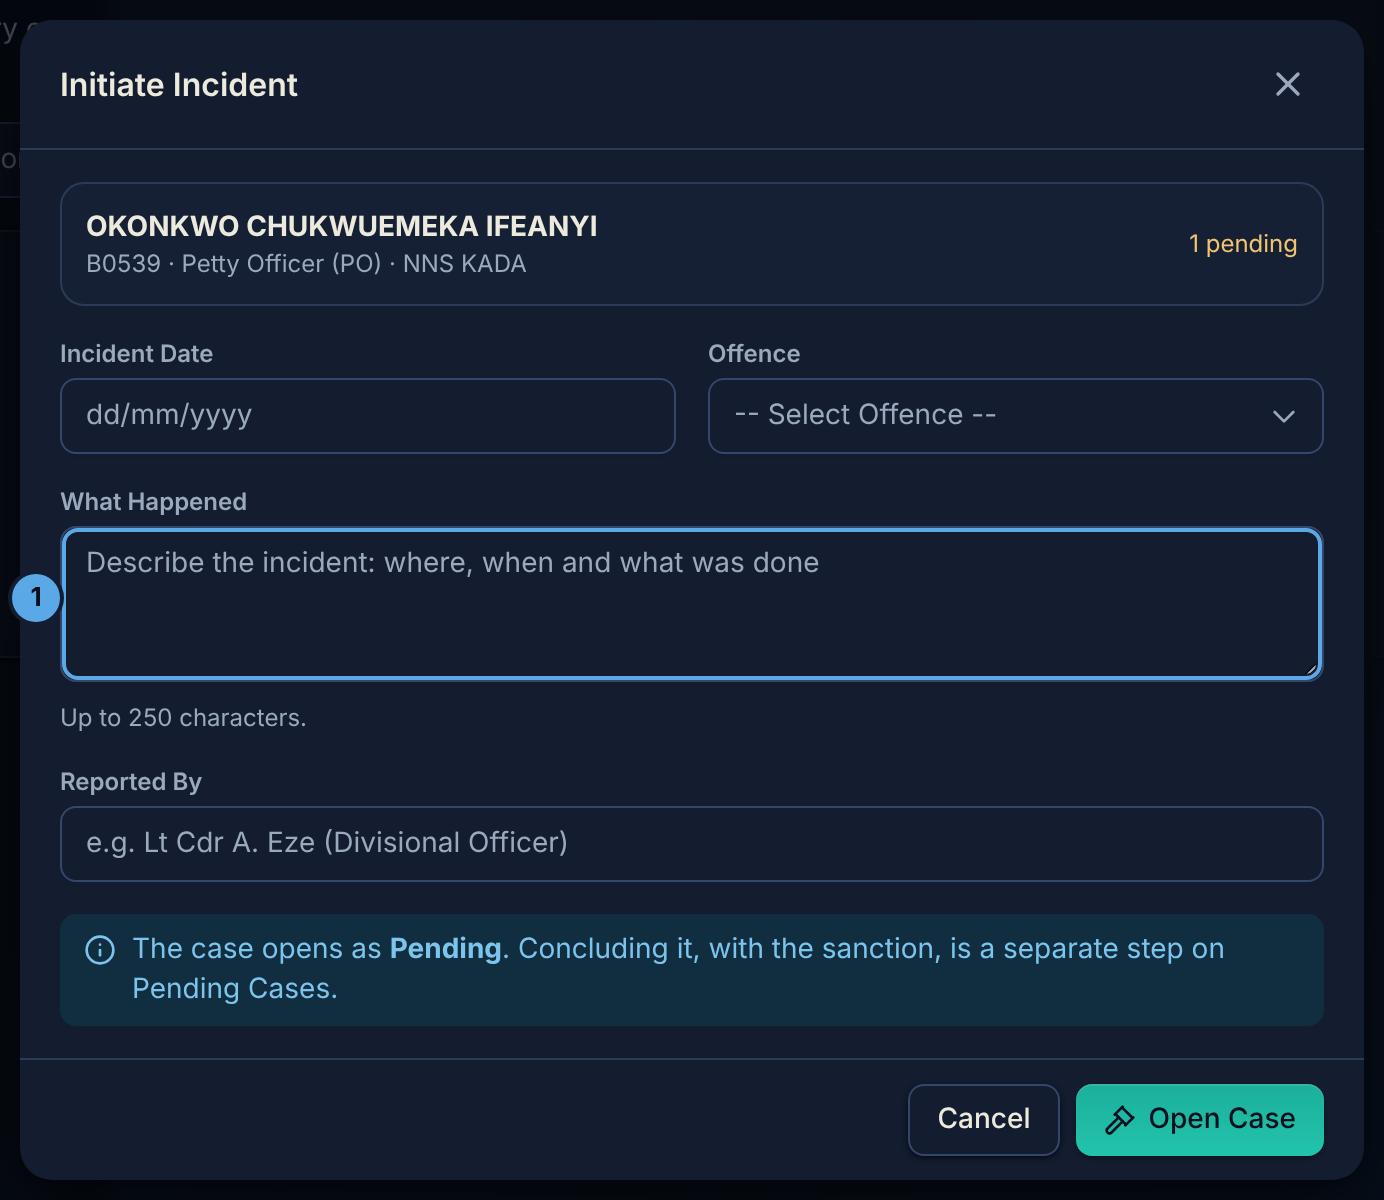 Initiate Incident
OKONKWO CHUKWUEMEKA IFEANYI
B0539 · Petty Officer (PO) · NNS KADA
1 pending
Incident Date
Offence
dd/mm/yyyy
-- Select Offence --
What Happened
Describe the incident: where, when and what was done
1
Up to 250 characters.
Reported By
e.g. Lt Cdr A. Eze (Divisional Officer)
The case opens as Pending. Concluding it, with the sanction, is a separate step on
Pending Cases.
Cancel
Open Case